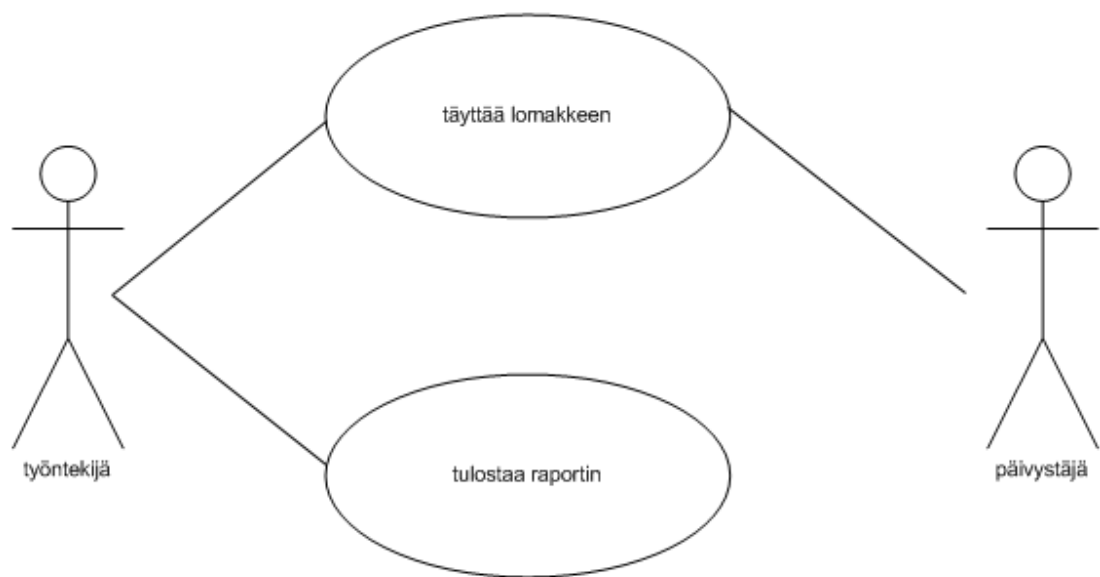 täyttää lomakkeen
työntekijä
päivystäjä
tulostaa raportin